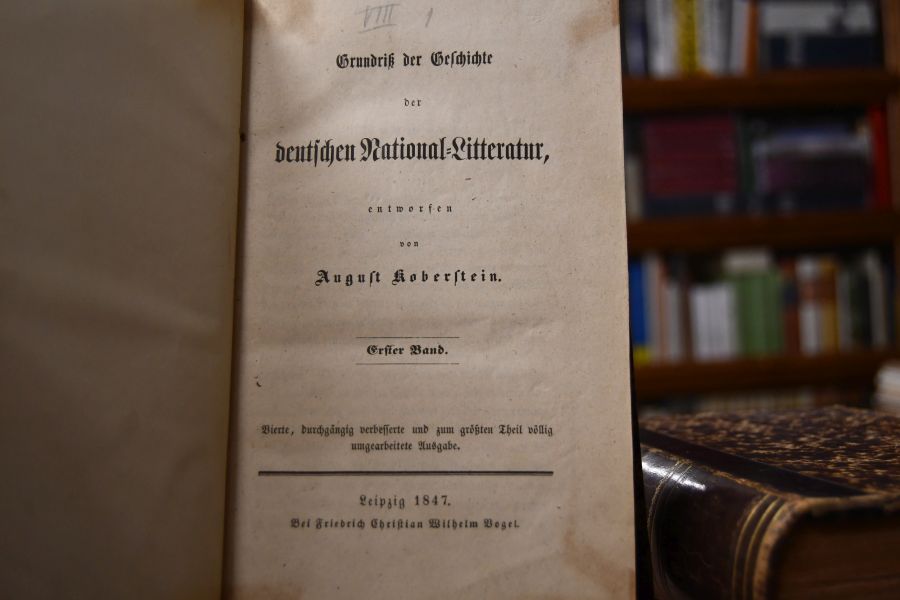 VIII 1
Grundriß der Geschichte
der
deutschen National-Litteratur,
entworfen
von
August Koberstein.
Erster Band.
Vierte, durchgängig verbesserte und zum größten Theil völlig
umgearbeitete Ausgabe.
Leipzig 1847.
Bei Friedrich Christian Wilhelm Vogel.